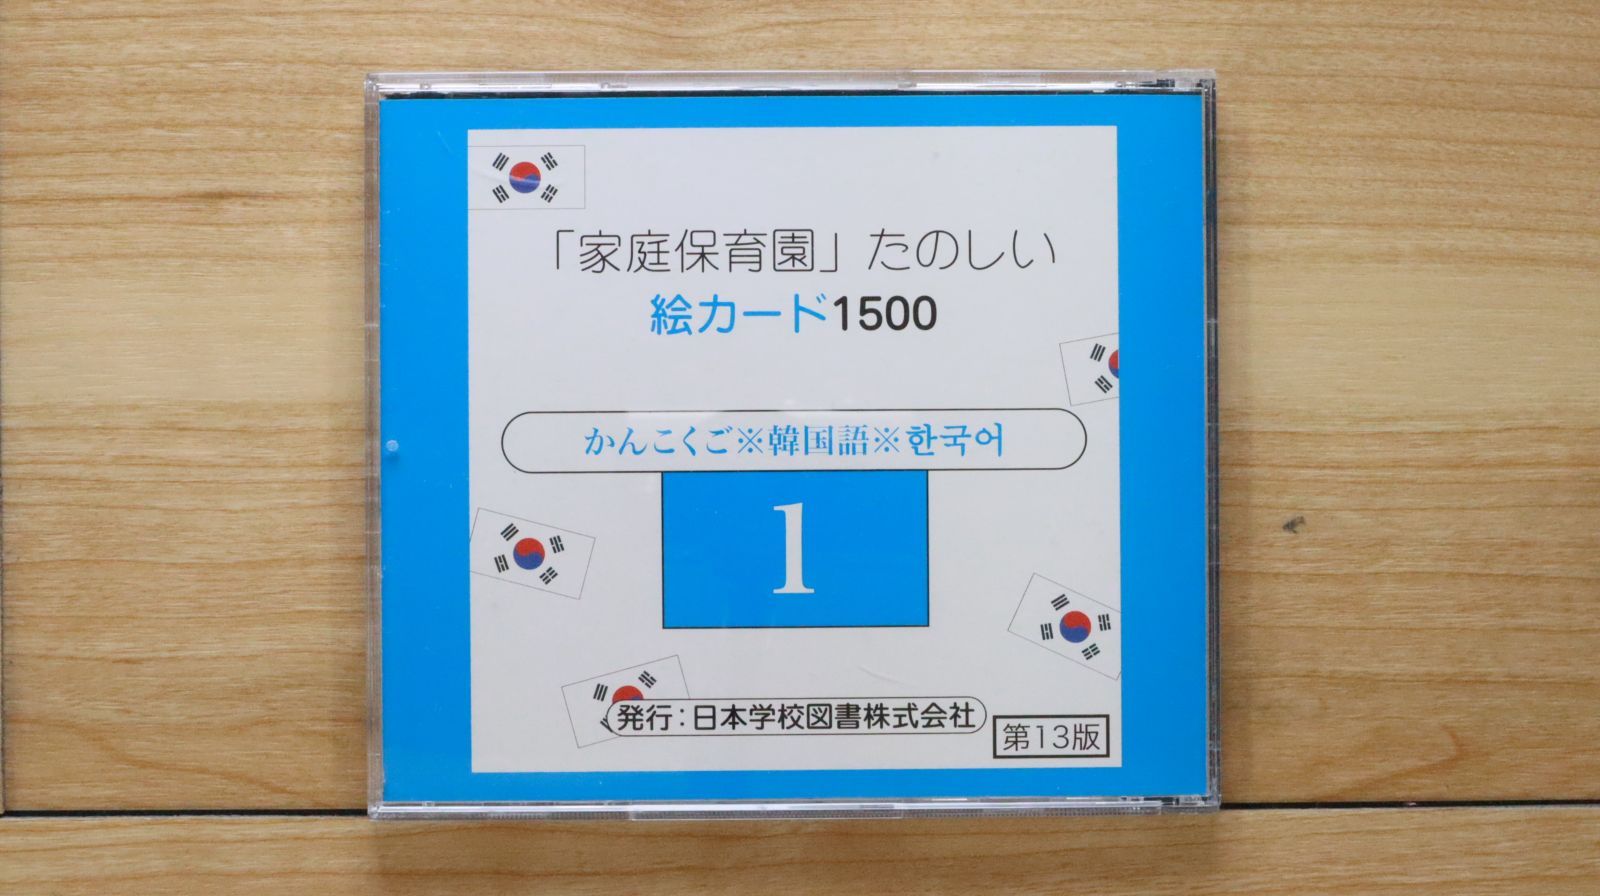 「家庭保育園」たのしい
絵カード1500
かんこくご※韓国語※한국어
1
発行：日本学校図書株式会社
第13版